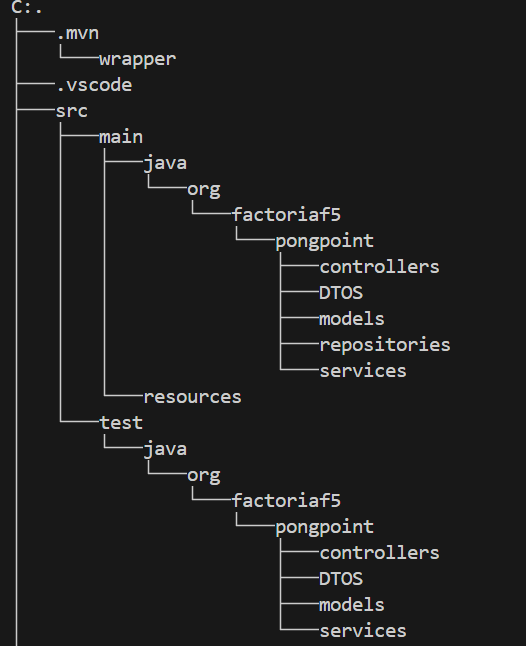 C:.
├───.mvn
│   └───wrapper
├───.vscode
├───src
│   ├───main
│   │   ├───java
│   │   │   └───org
│   │   │       └───factoriaf5
│   │   │           └───pongpoint
│   │   │               ├───controllers
│   │   │               ├───DTOS
│   │   │               ├───models
│   │   │               ├───repositories
│   │   │               └───services
│   │   └───resources
│   └───test
│       └───java
│           └───org
│               └───factoriaf5
│                   └───pongpoint
│                       ├───controllers
│                       ├───DTOS
│                       ├───models
│                       └───services